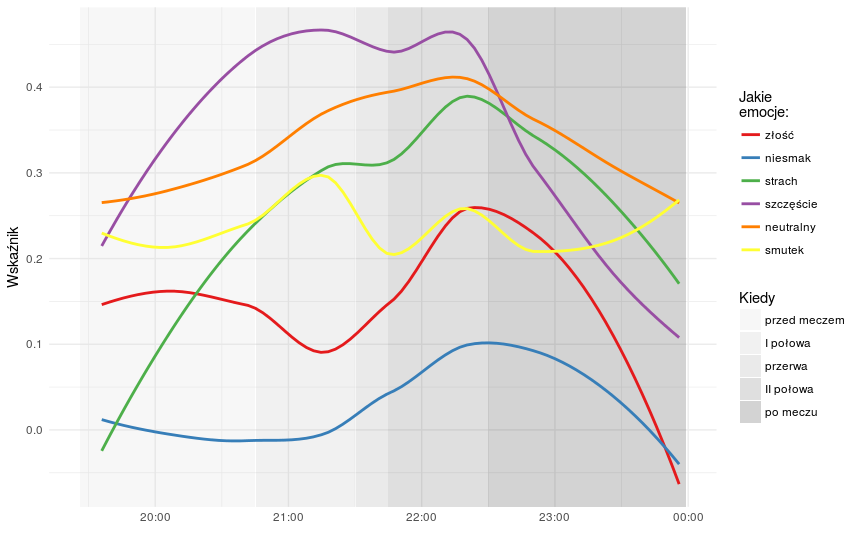 Wskaźnik
0.4
0.3
0.2
0.1
0.0
20:00
21:00
22:00
23:00
00:00
Jakie
emocje:
złość
niesmak
strach
szczęście
neutralny
smutek
Kiedy
przed meczem
I połowa
przerwa
II połowa
po meczu